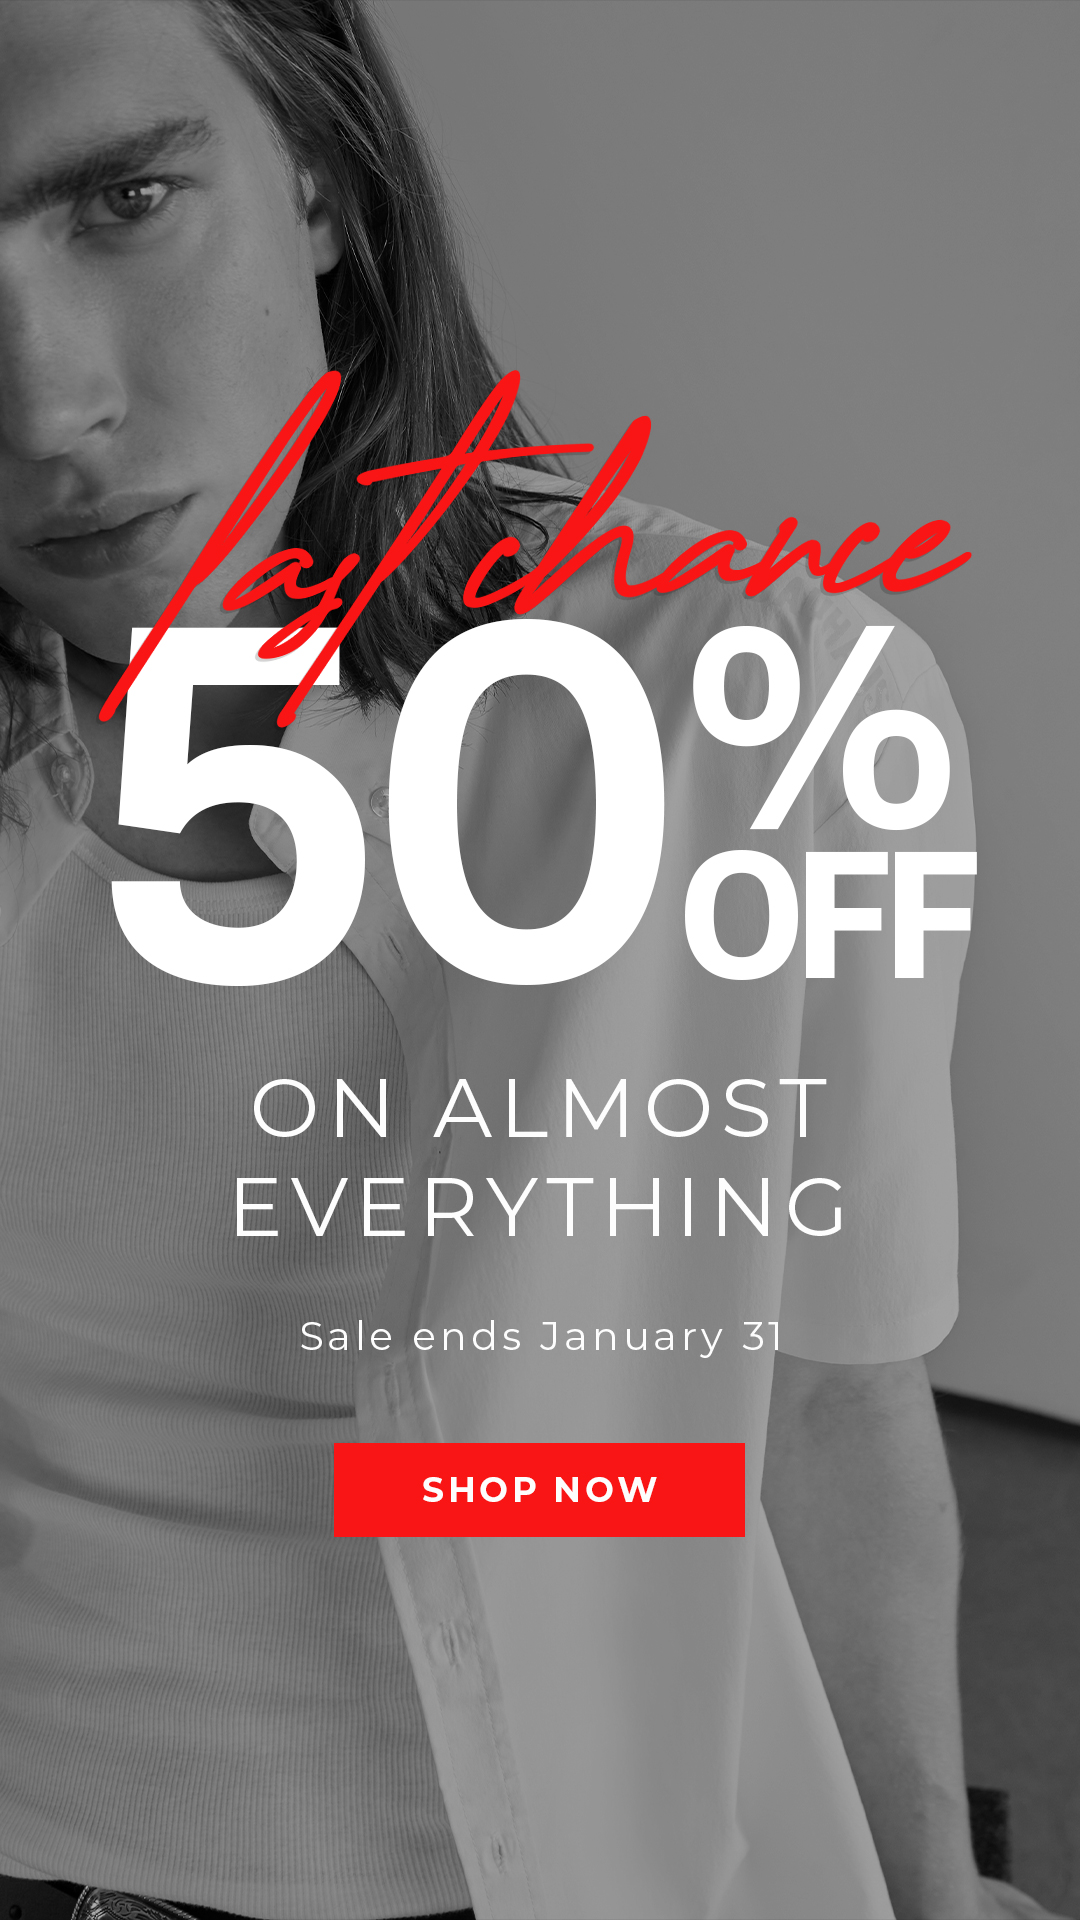 last chance
50%
OFF
ON ALMOST
EVERYTHING
Sale ends January 31
SHOP NOW